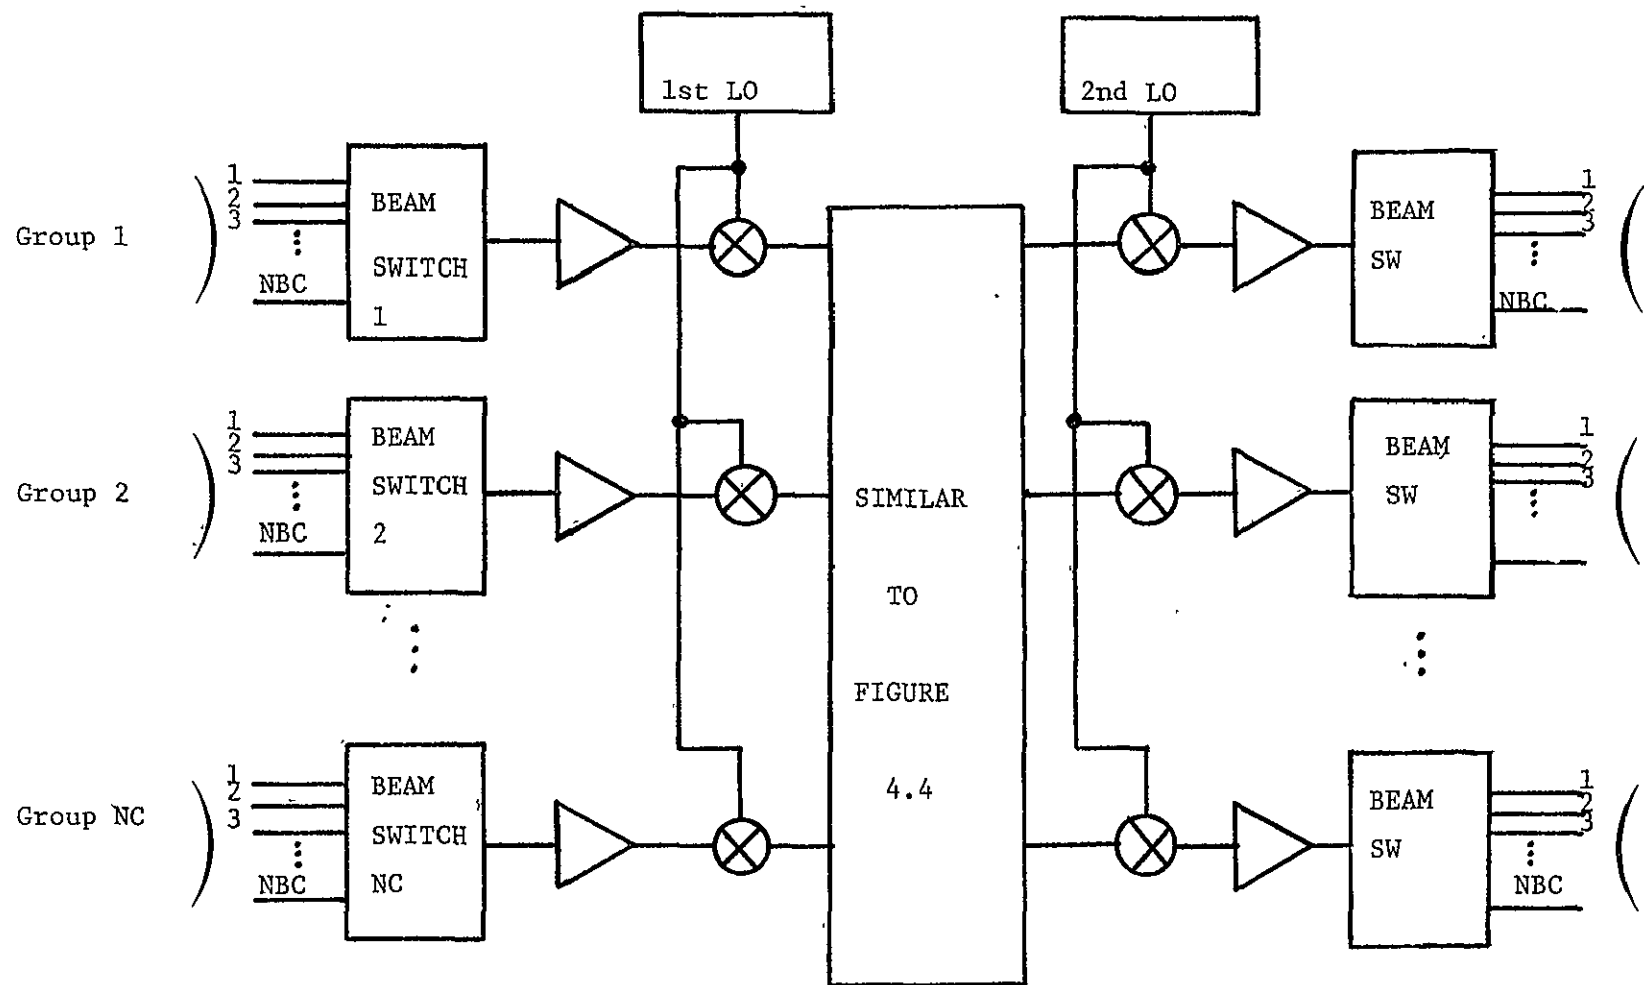 1st LO
2nd LO
Group 1
1
2
3
NBC
BEAM
SWITCH
1
BEAM
SW
1
2
3
NBC
Group 2
1
2
3
NBC
BEAM
SWITCH
2
BEAM
SW
1
2
3
SIMILAR
TO
FIGURE
4.4
Group NC
1
2
3
NBC
BEAM
SWITCH
NC
BEAM
SW
1
2
3
NBC